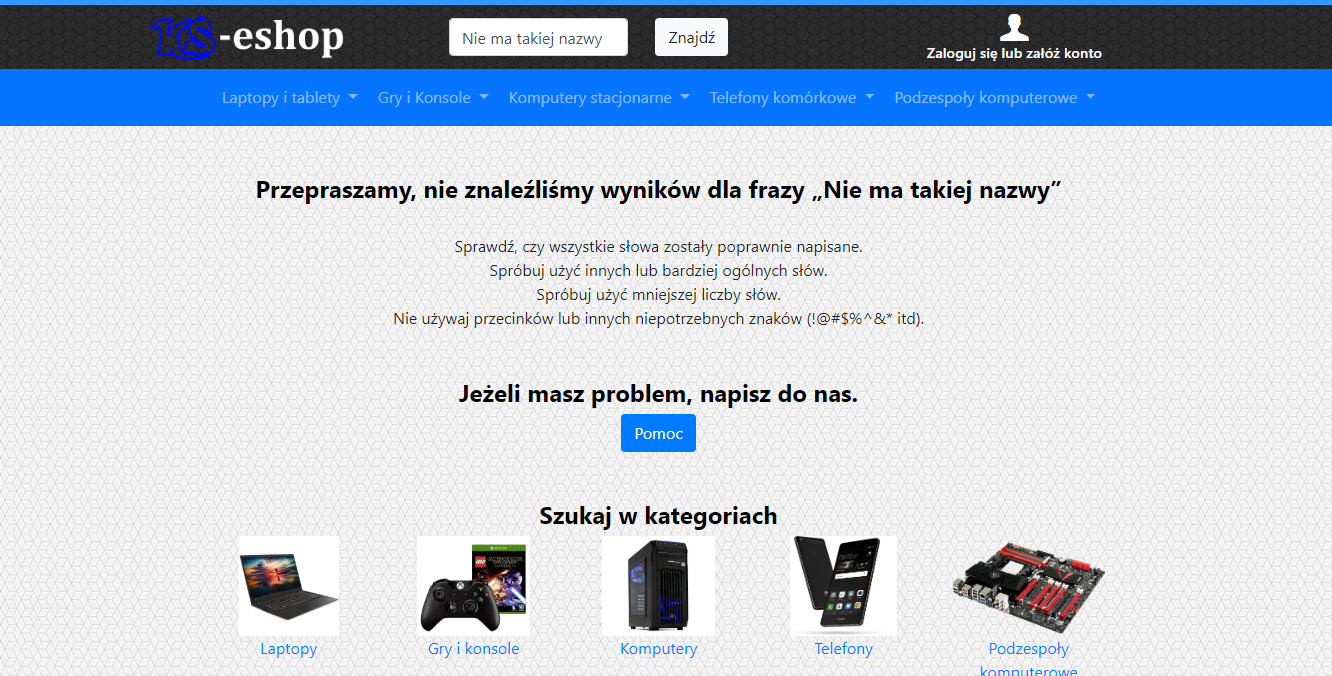 KS-eshop
Nie ma takiej nazwy
Znajdź
Zaloguj się lub załóż konto
Laptopy i tablety
Gry i Konsole
Komputery stacjonarne
Telefony komórkowe
Podzespoły komputerowe
Przepraszamy, nie znaleźliśmy wyników dla frazy „Nie ma takiej nazwy”
Sprawdź, czy wszystkie słowa zostały poprawnie napisane.
Spróbuj użyć innych lub bardziej ogólnych słów.
Spróbuj użyć mniejszej liczby słów.
Nie używaj przecinków lub innych niepotrzebnych znaków (!@#$%^&* itd).
Jeżeli masz problem, napisz do nas.
Pomoc
Szukaj w kategoriach
Laptopy
Gry i konsole
Komputery
Telefony
Podzespoły
komputerowe